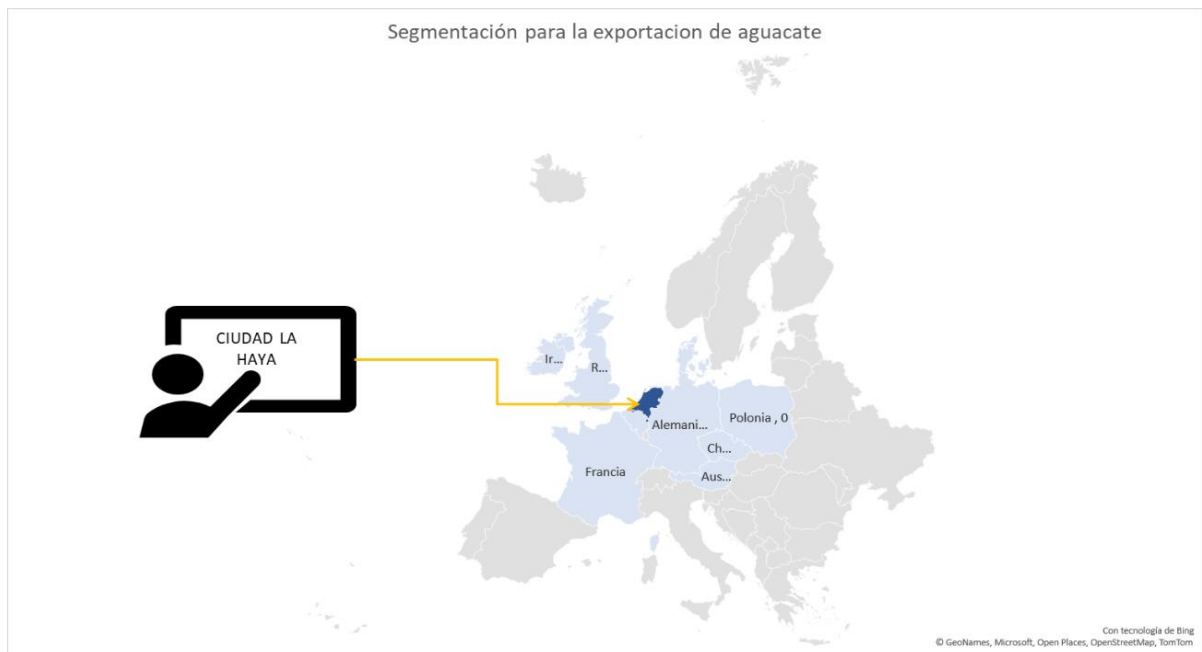 Segmentación para la exportacion de aguacate
CIUDAD LA
HAYA
Ir...
R...
Polonia , 0
Alemani...
Ch...
Francia
Aus...
Con tecnología de Bing
© GeoNames, Microsoft, Open Places, OpenStreetMap, TomTom